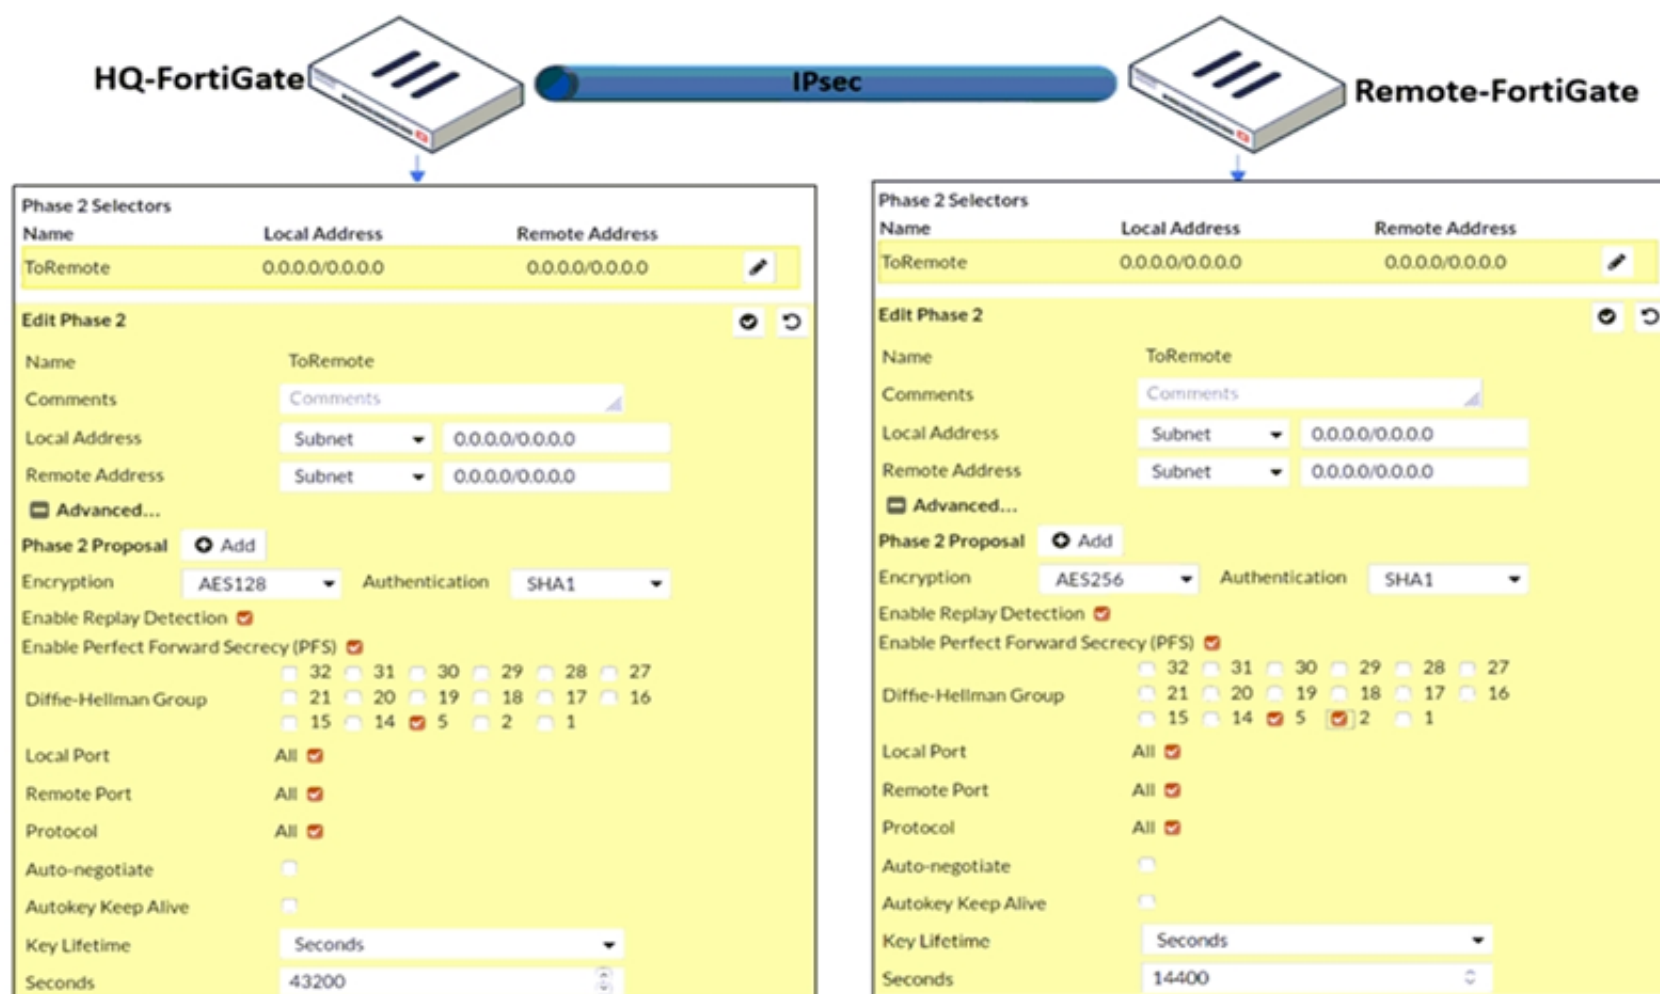 HQ-FortiGate
IPsec
Remote-FortiGate
Phase 2 Selectors
Name Local Address Remote Address
ToRemote 0.0.0.0/0.0.0.0 0.0.0.0/0.0.0.0
Edit Phase 2
Name ToRemote
Comments Comments
Local Address Subnet 0.0.0.0/0.0.0.0
Remote Address Subnet 0.0.0.0/0.0.0.0
Advanced...
Phase 2 Proposal Add
Encryption AES128 Authentication SHA1
Enable Replay Detection
Enable Perfect Forward Secrecy (PFS)
32 31 30 29 28 27
Diffie-Hellman Group 21 20 19 18 17 16
15 14 5 2 1
Local Port All
Remote Port All
Protocol All
Auto-negotiate
Autokey Keep Alive
Key Lifetime Seconds
Seconds 43200
Phase 2 Selectors
Name Local Address Remote Address
ToRemote 0.0.0.0/0.0.0.0 0.0.0.0/0.0.0.0
Edit Phase 2
Name ToRemote
Comments Comments
Local Address Subnet 0.0.0.0/0.0.0.0
Remote Address Subnet 0.0.0.0/0.0.0.0
Advanced...
Phase 2 Proposal Add
Encryption AES256 Authentication SHA1
Enable Replay Detection
Enable Perfect Forward Secrecy (PFS)
32 31 30 29 28 27
Diffie-Hellman Group 21 20 19 18 17 16
15 14 5 2 1
Local Port All
Remote Port All
Protocol All
Auto-negotiate
Autokey Keep Alive
Key Lifetime Seconds
Seconds 14400